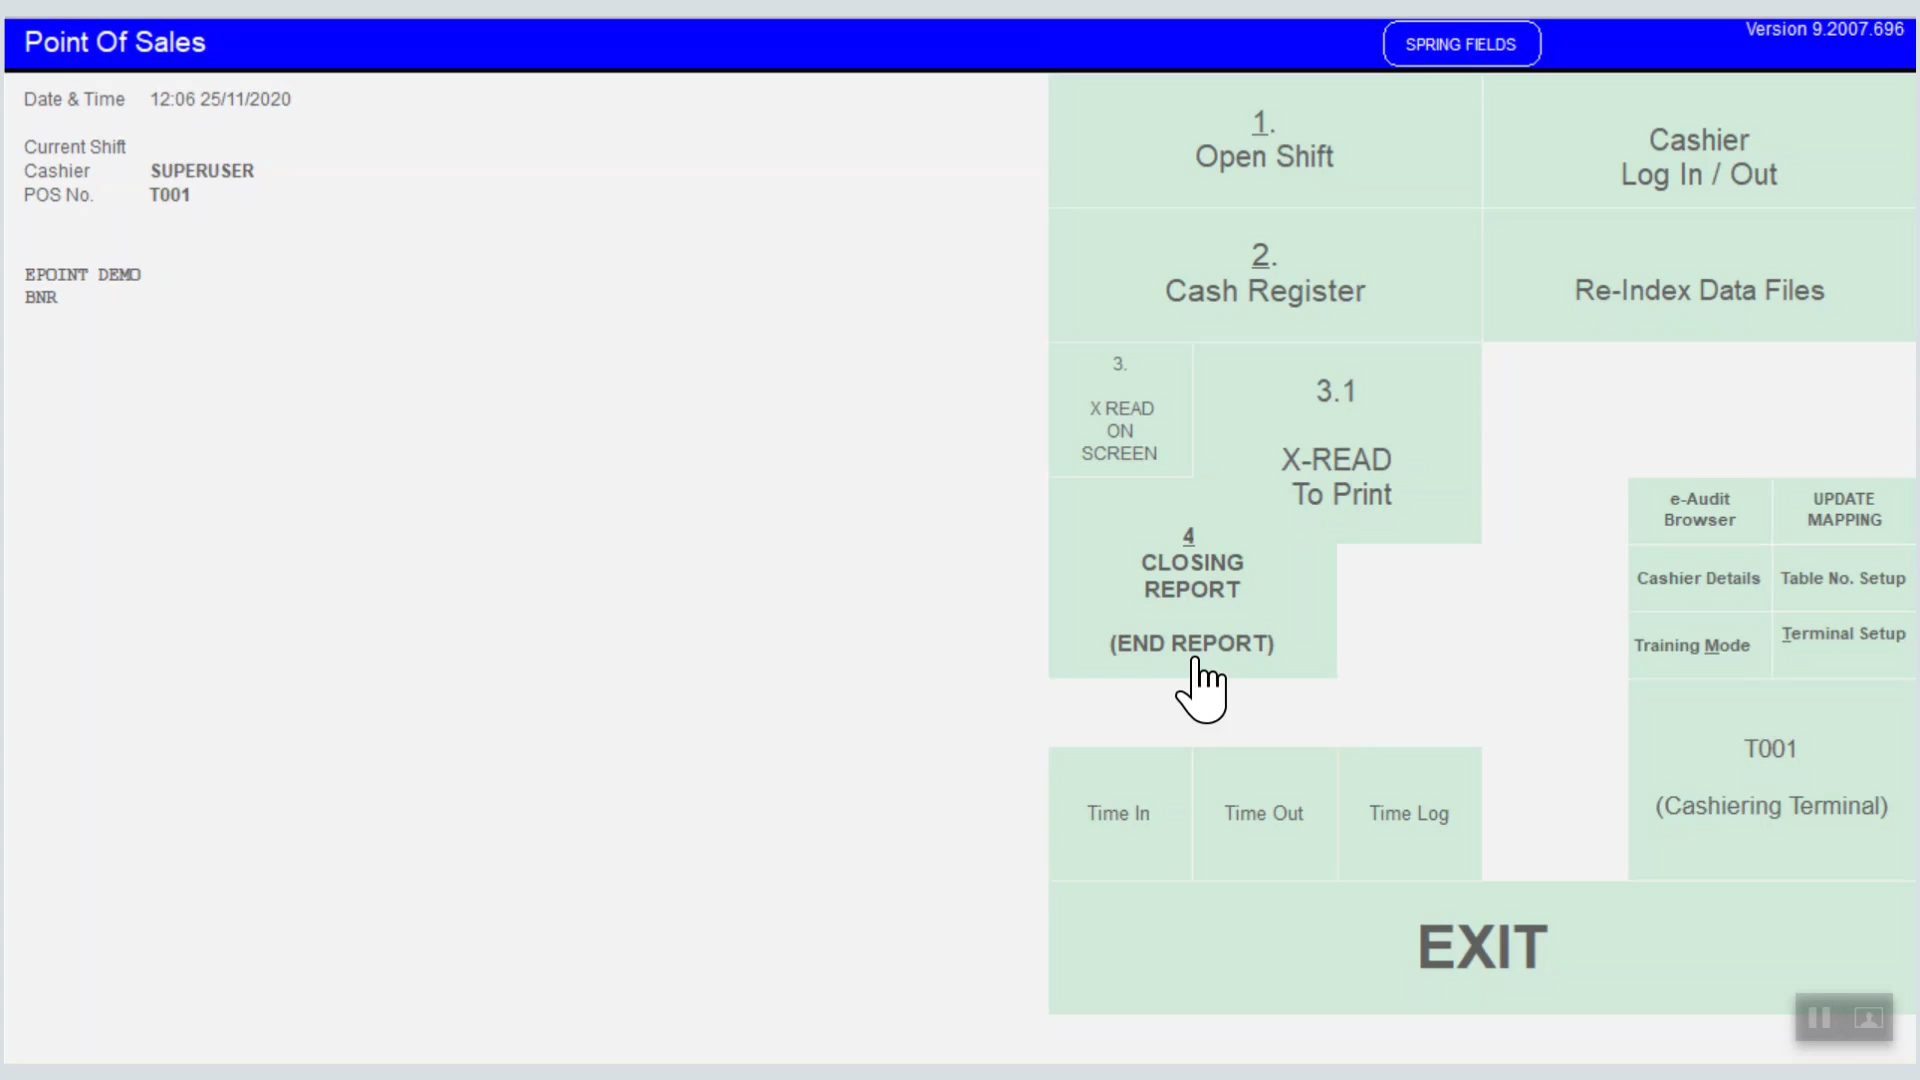 Point Of Sales
SPRING FIELDS
Version 9.2007.696
Date & Time 12:06 25/11/2020
Current Shift
Cashier SUPERUSER
POS No. T001
EPOINT DEMO
BNR
1.
Open Shift
Cashier
Log In / Out
2.
Cash Register
Re-Index Data Files
3.
X READ
ON
SCREEN
3.1
X-READ
To Print
4
CLOSING
REPORT
(END REPORT)
e-Audit
Browser
UPDATE
MAPPING
Cashier Details
Table No. Setup
Training Mode
Terminal Setup
T001
(Cashiering Terminal)
Time In
Time Out
Time Log
EXIT